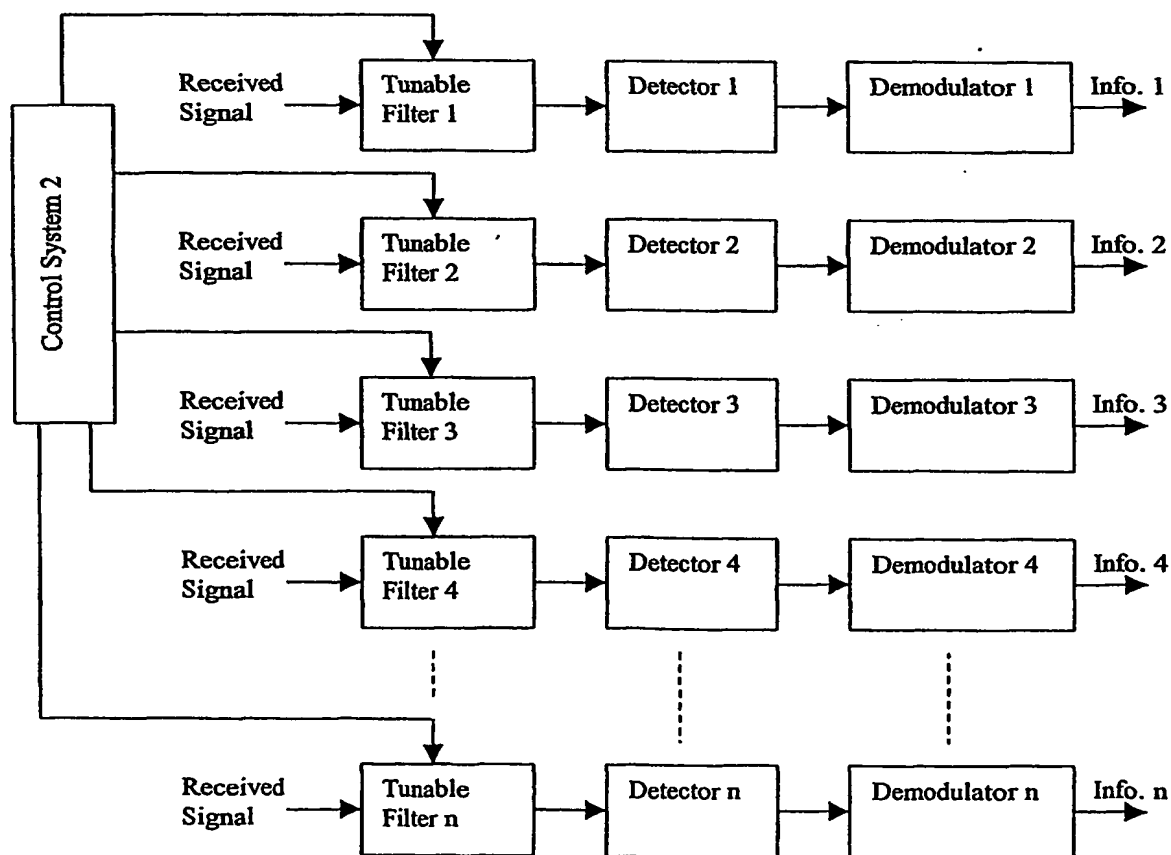 Control System 2
Received
Signal
Tunable
Filter 1
Detector 1
Demodulator 1
Info. 1
Received
Signal
Tunable
Filter 2
Detector 2
Demodulator 2
Info. 2
Received
Signal
Tunable
Filter 3
Detector 3
Demodulator 3
Info. 3
Received
Signal
Tunable
Filter 4
Detector 4
Demodulator 4
Info. 4
Received
Signal
Tunable
Filter n
Detector n
Demodulator n
Info. n